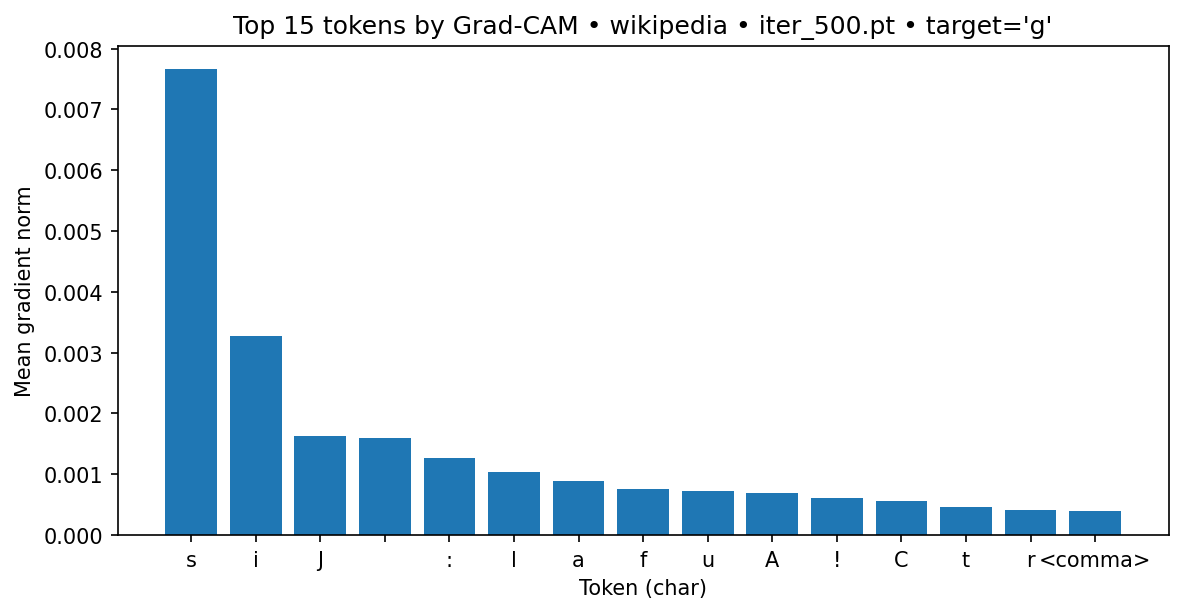 Top 15 tokens by Grad-CAM • wikipedia • iter_500.pt • target='g'
0.008
0.007
0.006
0.005
0.004
0.003
0.002
0.001
0.000
Mean gradient norm
s i J : l a f u A ! C t r <comma>
Token (char)